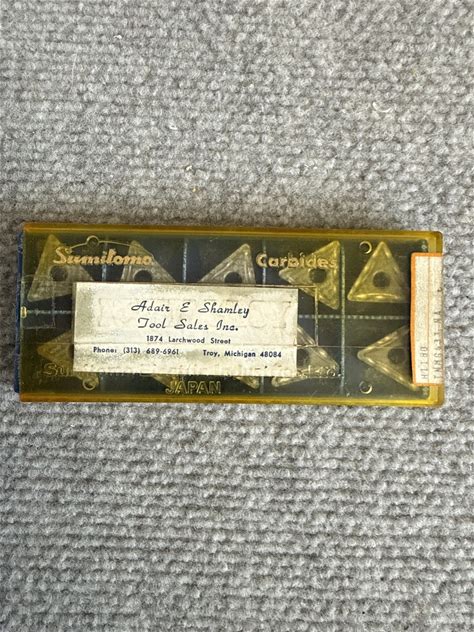 Sumitomo Carbides
Adair E Shamley
Tool Sales Inc.
1874 Larchwood Street
Phone: (313) 689-6961 Troy, Michigan 48084
JAPAN